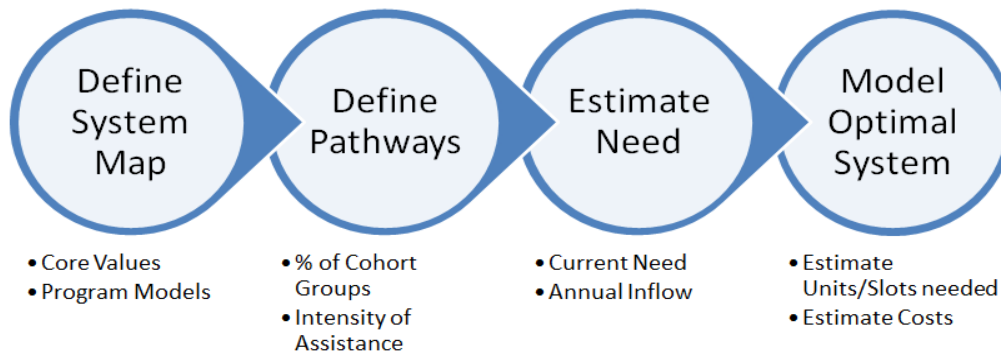 Define
System
Map
Define
Pathways
Estimate
Need
Model
Optimal
System
• Core Values
• Program Models
• % of Cohort
Groups
• Intensity of
Assistance
• Current Need
• Annual Inflow
• Estimate
Units/Slots needed
• Estimate Costs